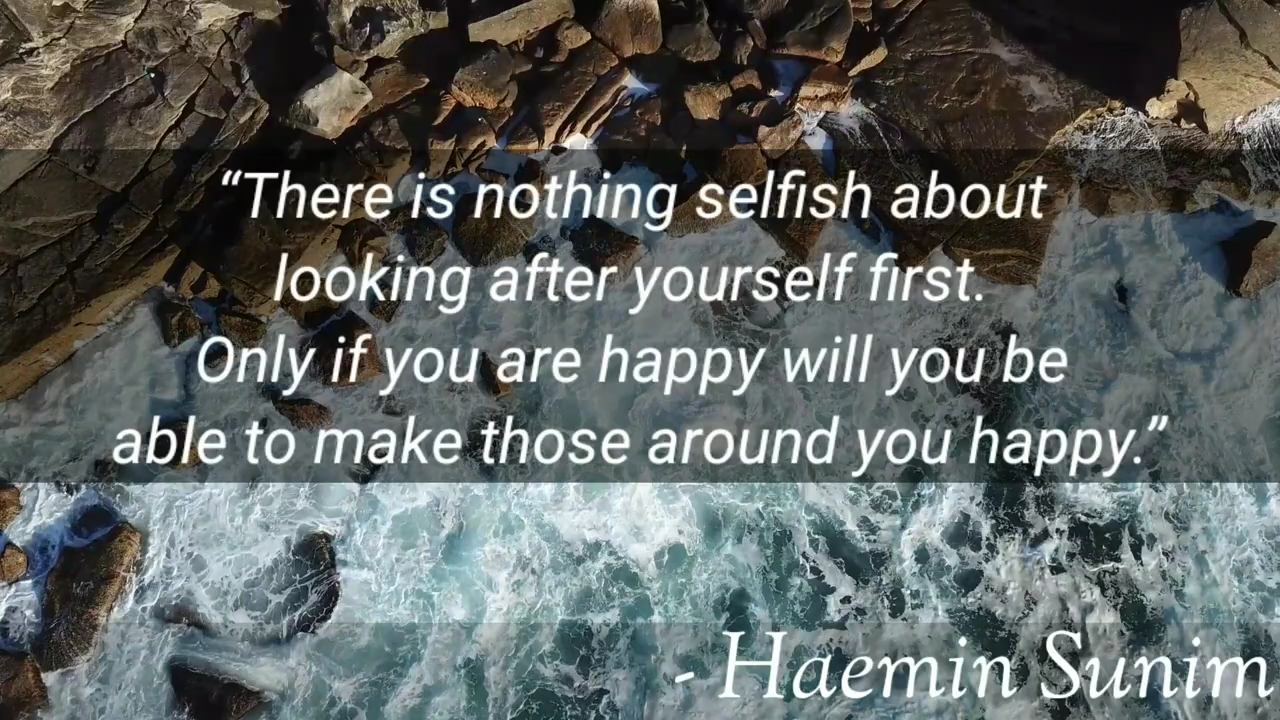 “There is nothing selfish about
looking after yourself first.
Only if you are happy will you be
able to make those around you happy.”
- Haemin Sunim